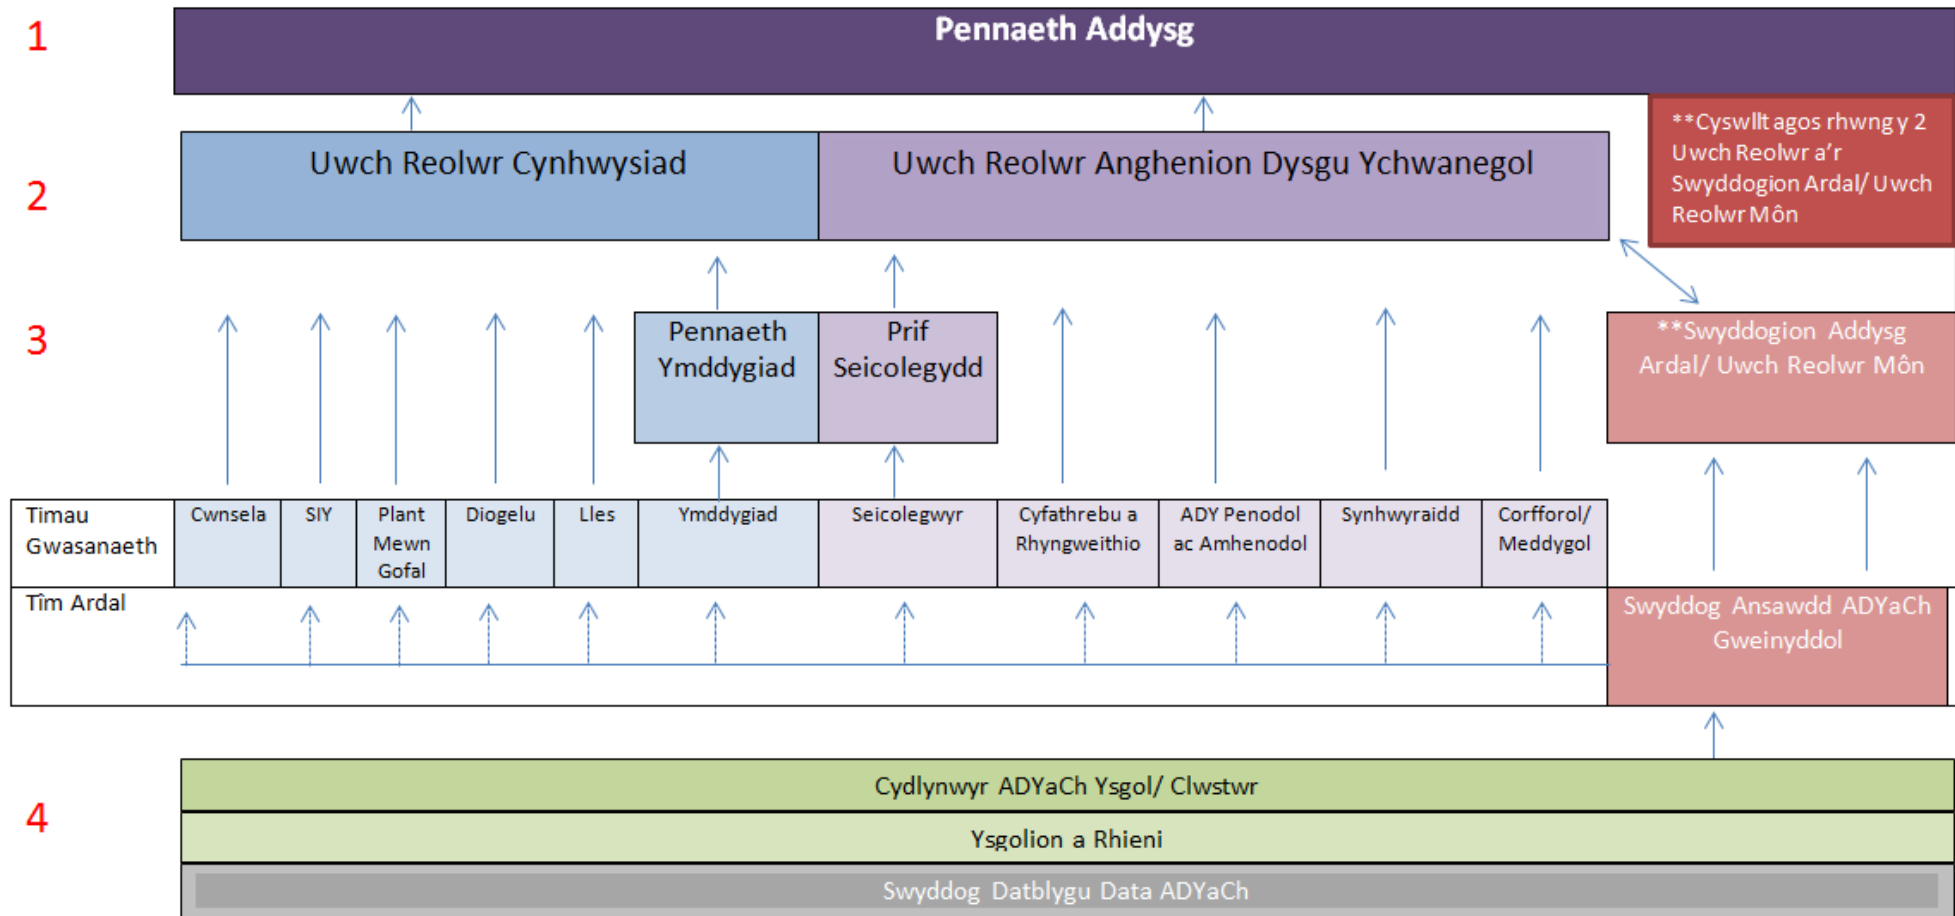 1
Pennaeth Addysg
2
Uwch Reolwr Cynhwysiad
Uwch Reolwr Anghenion Dysgu Ychwanegol
**Cyswllt agos rhwng y 2
Uwch Reolwr a'r
Swyddogion Ardal/ Uwch
Reolwr Môn
3
Pennaeth
Ymddygiad
Prif
Seicolegydd
**Swyddogion Addysg
Ardal/ Uwch Reolwr Môn
Timau
Gwasanaeth
Cwnsela
SIY
Plant
Mewn
Gofal
Diogelu
Lles
Ymddygiad
Seicolegwyr
Cyfathrebu a
Rhyngweithio
ADY Penodol
ac Amhenodol
Synhwyraidd
Corfforol/
Meddygol
Tîm Ardal
Swyddog Ansawdd ADYaCh
Gweinyddol
4
Cydlynwyr ADYaCh Ysgol/ Clwstwr
Ysgolion a Rhieni
Swyddog Datblygu Data ADYaCh